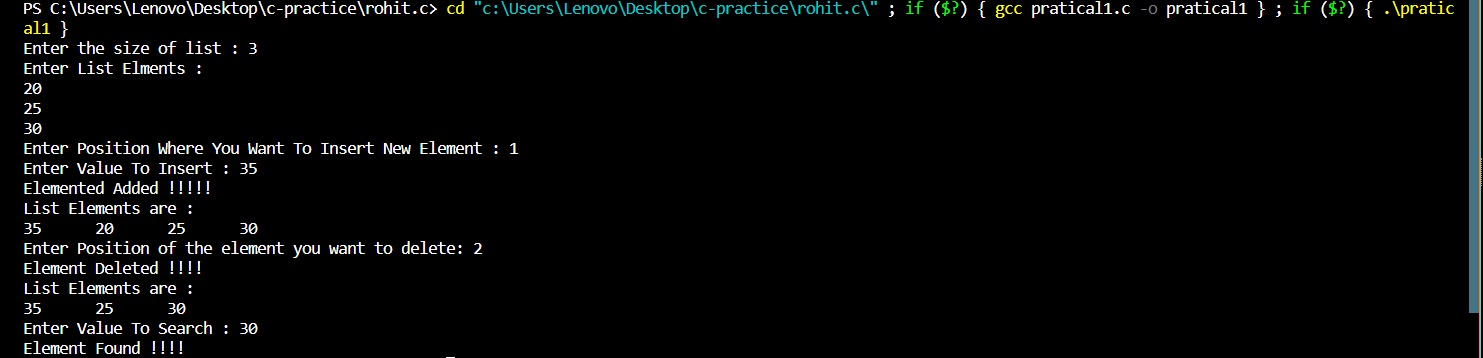 PS C:\Users\Lenovo\Desktop\c-practice\rohit.c> cd "c:\Users\Lenovo\Desktop\c-practice\rohit.c\" ; if ($?) { gcc pratical1.c -o pratical1 } ; if ($?) { .\pratic
al1 }
Enter the size of list : 3
Enter List Elments :
20
25
30
Enter Position Where You Want To Insert New Element : 1
Enter Value To Insert : 35
Elemented Added !!!!!
List Elements are :
35      20      25      30
Enter Position of the element you want to delete: 2
Element Deleted !!!!
List Elements are :
35      25      30
Enter Value To Search : 30
Element Found !!!!